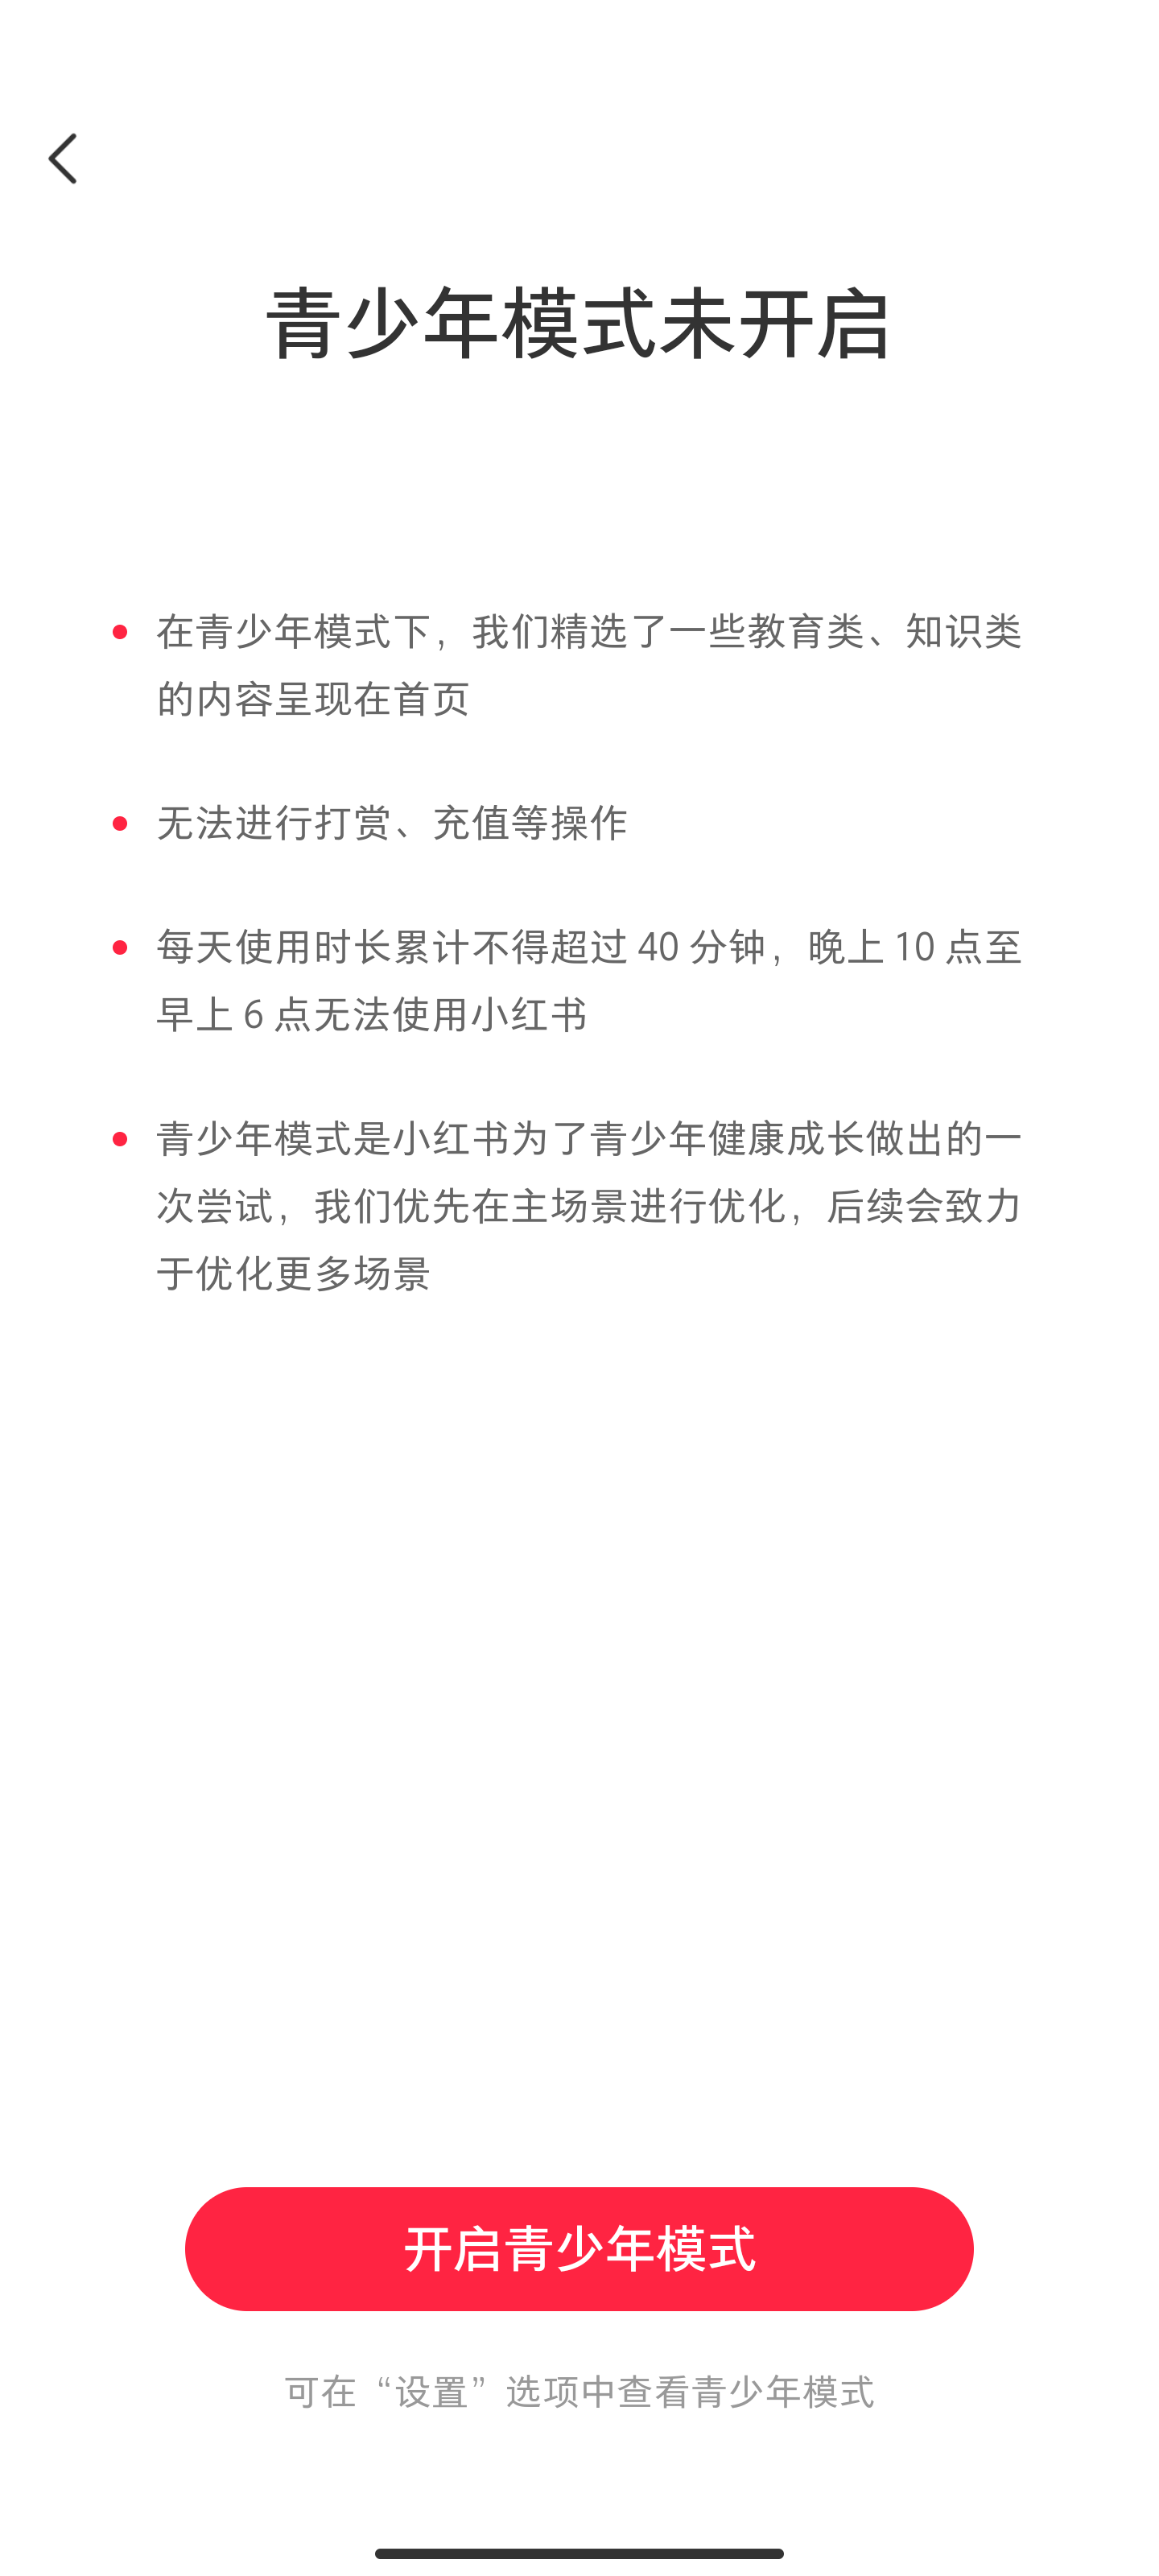 青少年模式未开启
在青少年模式下，我们精选了一些教育类、知识类
的内容呈现在首页
无法进行打赏、充值等操作
每天使用时长累计不得超过 40 分钟，晚上 10 点至
早上 6 点无法使用小红书
青少年模式是小红书为了青少年健康成长做出的一
次尝试，我们优先在主场景进行优化，后续会致力
于优化更多场景
开启青少年模式
可在“设置”选项中查看青少年模式